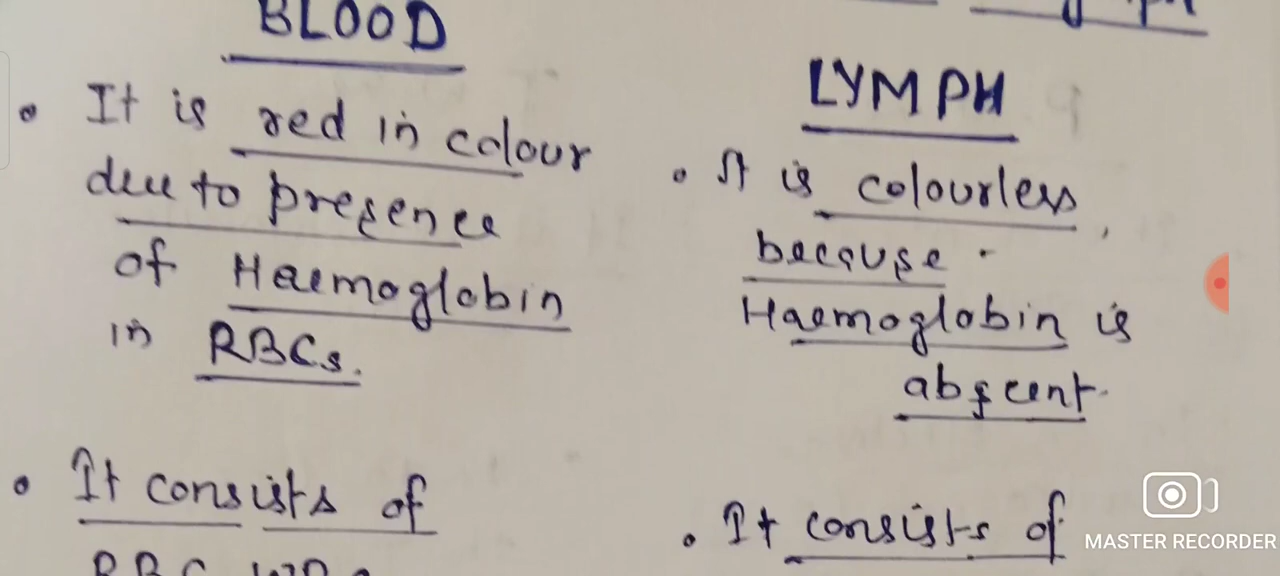 BLOOD
• It is red in colour
due to presence
of Haemoglobin
in RBCs.
• It consists of
LYMPH
• It is colourless,
because
Haemoglobin is
abscent.
• It consists of
MASTER RECORDER